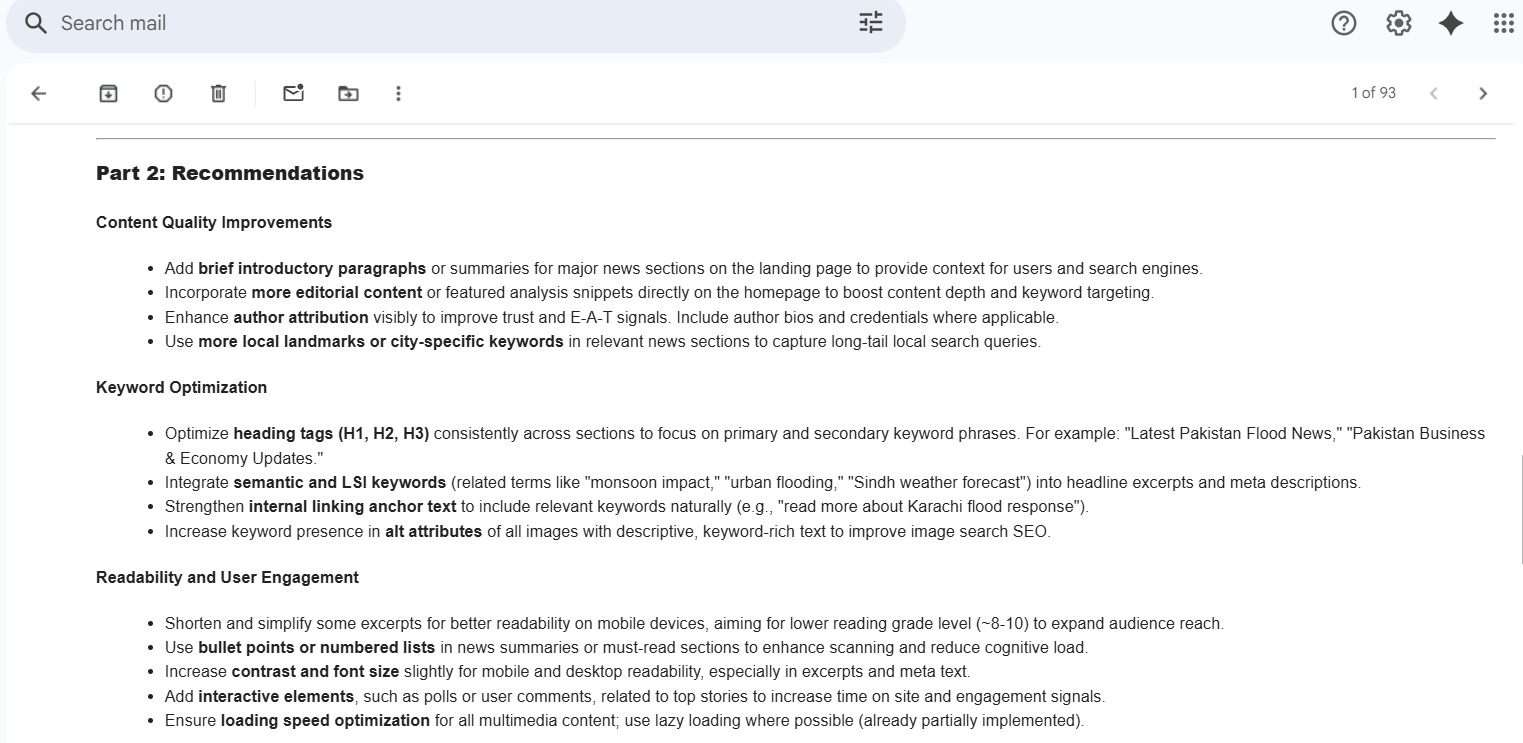 Search mail
1 of 93
Part 2: Recommendations
Content Quality Improvements
• Add brief introductory paragraphs or summaries for major news sections on the landing page to provide context for users and search engines.
• Incorporate more editorial content or featured analysis snippets directly on the homepage to boost content depth and keyword targeting.
• Enhance author attribution visibly to improve trust and E-A-T signals. Include author bios and credentials where applicable.
• Use more local landmarks or city-specific keywords in relevant news sections to capture long-tail local search queries.
Keyword Optimization
• Optimize heading tags (H1, H2, H3) consistently across sections to focus on primary and secondary keyword phrases. For example: "Latest Pakistan Flood News," "Pakistan Business
& Economy Updates."
• Integrate semantic and LSI keywords (related terms like "monsoon impact," "urban flooding," "Sindh weather forecast") into headline excerpts and meta descriptions.
• Strengthen internal linking anchor text to include relevant keywords naturally (e.g., "read more about Karachi flood response").
• Increase keyword presence in alt attributes of all images with descriptive, keyword-rich text to improve image search SEO.
Readability and User Engagement
• Shorten and simplify some excerpts for better readability on mobile devices, aiming for lower reading grade level (~8-10) to expand audience reach.
• Use bullet points or numbered lists in news summaries or must-read sections to enhance scanning and reduce cognitive load.
• Increase contrast and font size slightly for mobile and desktop readability, especially in excerpts and meta text.
• Add interactive elements, such as polls or user comments, related to top stories to increase time on site and engagement signals.
• Ensure loading speed optimization for all multimedia content; use lazy loading where possible (already partially implemented).